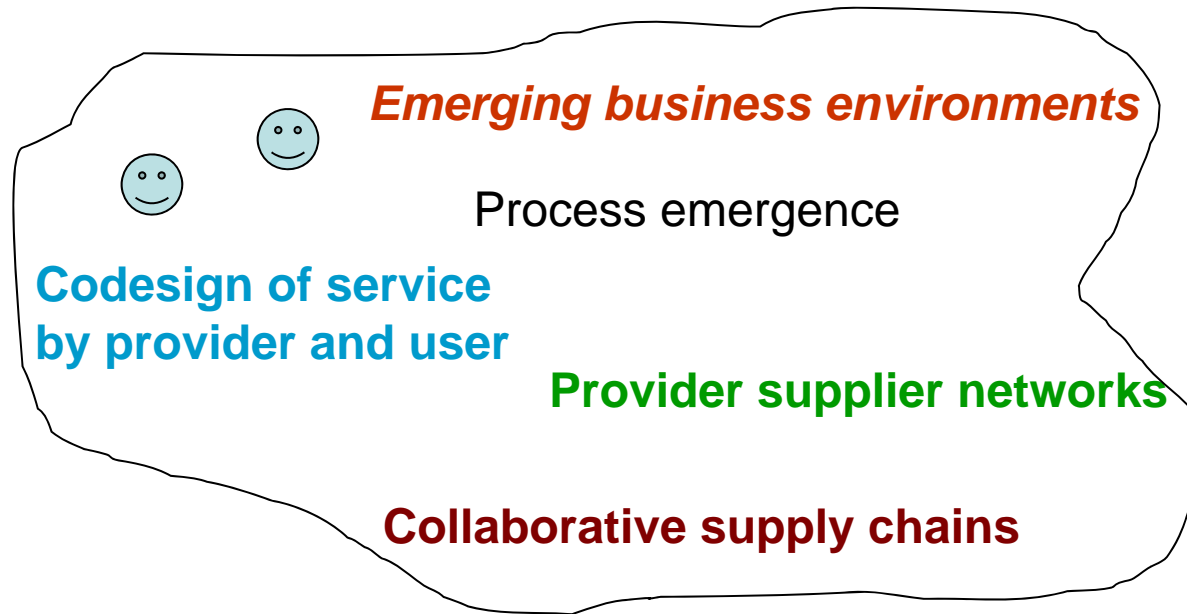 Emerging business environments
Process emergence
Codesign of service
by provider and user
Provider supplier networks
Collaborative supply chains